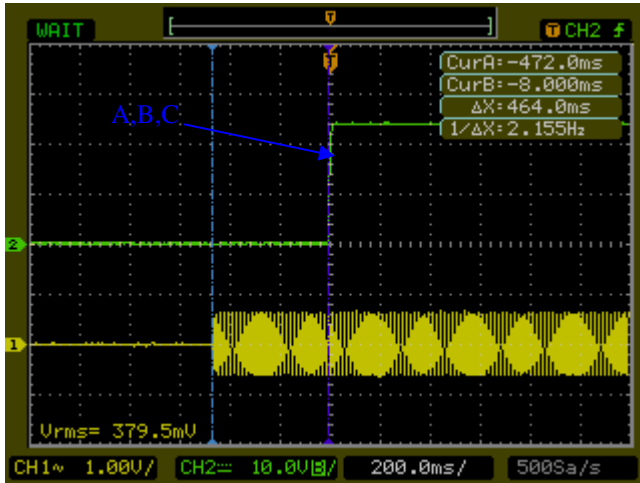 WAIT
T
T CH2
T
CurA:-472.0ms
CurB:-8.000ms
ΔX:464.0ms
1/ΔX:2.155Hz
A,B,C
2
1
Vrms= 379.5mV
CH1~ 1.00V/ CH2 10.0VB/ 200.0ms/ 500Sa/s